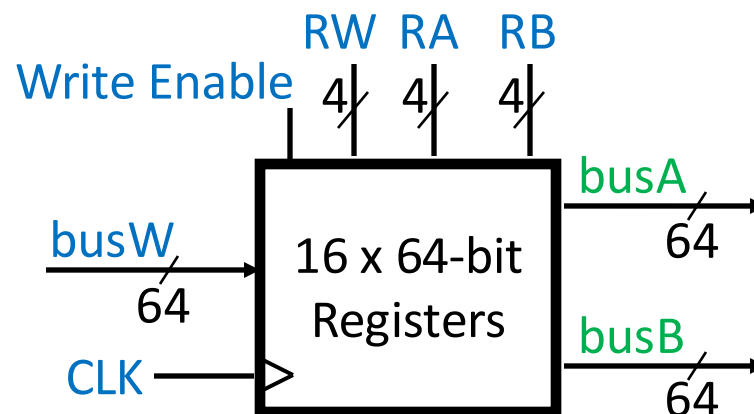 RW RA RB
Write Enable
4 4 4
busA
64
busW
64
16 x 64-bit
Registers
busB
64
CLK